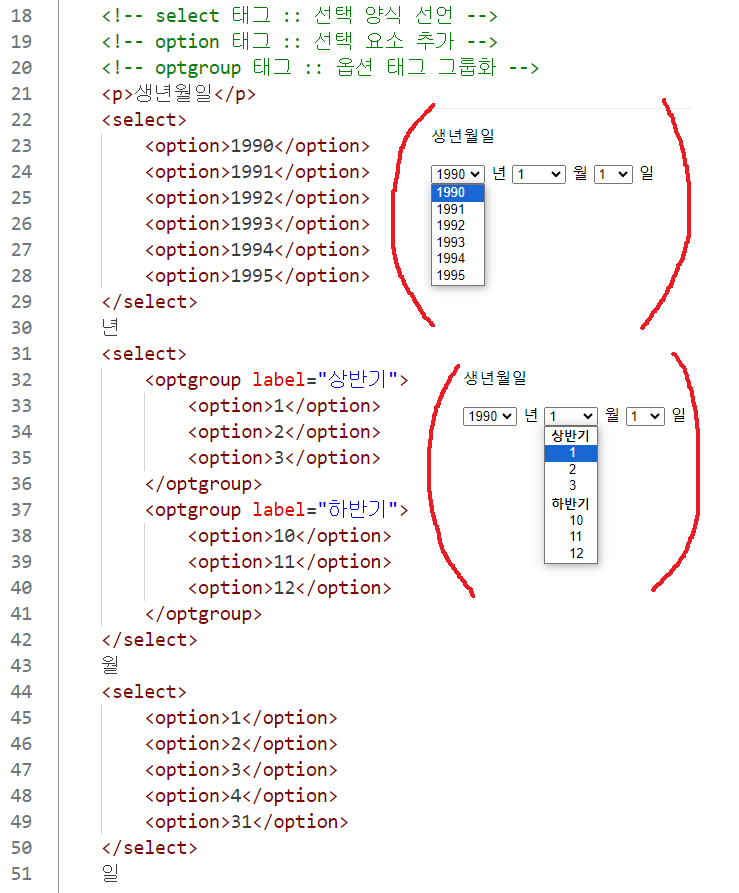 18 <!-- select 태그 :: 선택 양식 선언 -->
19 <!-- option 태그 :: 선택 요소 추가 -->
20 <!-- optgroup 태그 :: 옵션 태그 그룹화 -->
21 <p>생년월일</p>
22 <select>
23 <option>1990</option>
24 <option>1991</option>
25 <option>1992</option>
26 <option>1993</option>
27 <option>1994</option>
28 <option>1995</option>
29 </select>
30 년
31 <select>
32 <optgroup label="상반기">
33 <option>1</option>
34 <option>2</option>
35 <option>3</option>
36 </optgroup>
37 <optgroup label="하반기">
38 <option>10</option>
39 <option>11</option>
40 <option>12</option>
41 </optgroup>
42 </select>
43 월
44 <select>
45 <option>1</option>
46 <option>2</option>
47 <option>3</option>
48 <option>4</option>
49 <option>31</option>
50 </select>
51 일
생년월일
1990 년 1 월 1 일
1990
1991
1992
1993
1994
1995
생년월일
1990 년 1 월 1 일
상반기
1
2
3
하반기
10
11
12